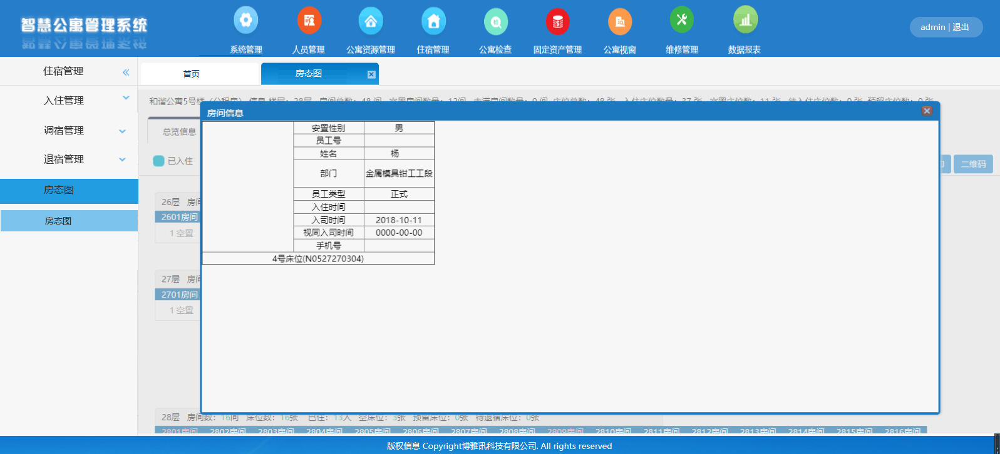 智慧公寓管理系统
系统管理 人员管理 公寓资源管理 住宿管理 公寓检查 固定资产管理 公寓视窗 维修管理 数据报表
admin | 退出
住宿管理
首页 房态图
入住管理
调宿管理
退宿管理
房态图
房态图
和谐公寓5号楼（公租房）信息 楼层：28层 房间总数：48 间 空置房间数量：12间 未满房间数量：0 间 床位总数：48 张 入住床位数量：37 张 空置床位数：11 张 待入住床位数：0 张 预留床位数：0 张
总览信息
已入住
二维码
房间信息
安置性别 男
员工号
姓名 杨
部门 金属模具钳工工段
员工类型 正式
入住时间
入司时间 2018-10-11
视同入司时间 0000-00-00
手机号
4号床位(N0527270304)
26层 房间
2601房间
1 空置
27层 房间
2701房间
1 空置
28层 房间数：16间 床位数：16张 已住：13人 空床位：3张 预留床位：0张 待退宿床位：0张
2801房间 2802房间 2803房间 2804房间 2805房间 2806房间 2807房间 2808房间 2809房间 2810房间 2811房间 2812房间 2813房间 2814房间 2815房间 2816房间
版权信息 Copyright博雅讯科技有限公司. All rights reserved